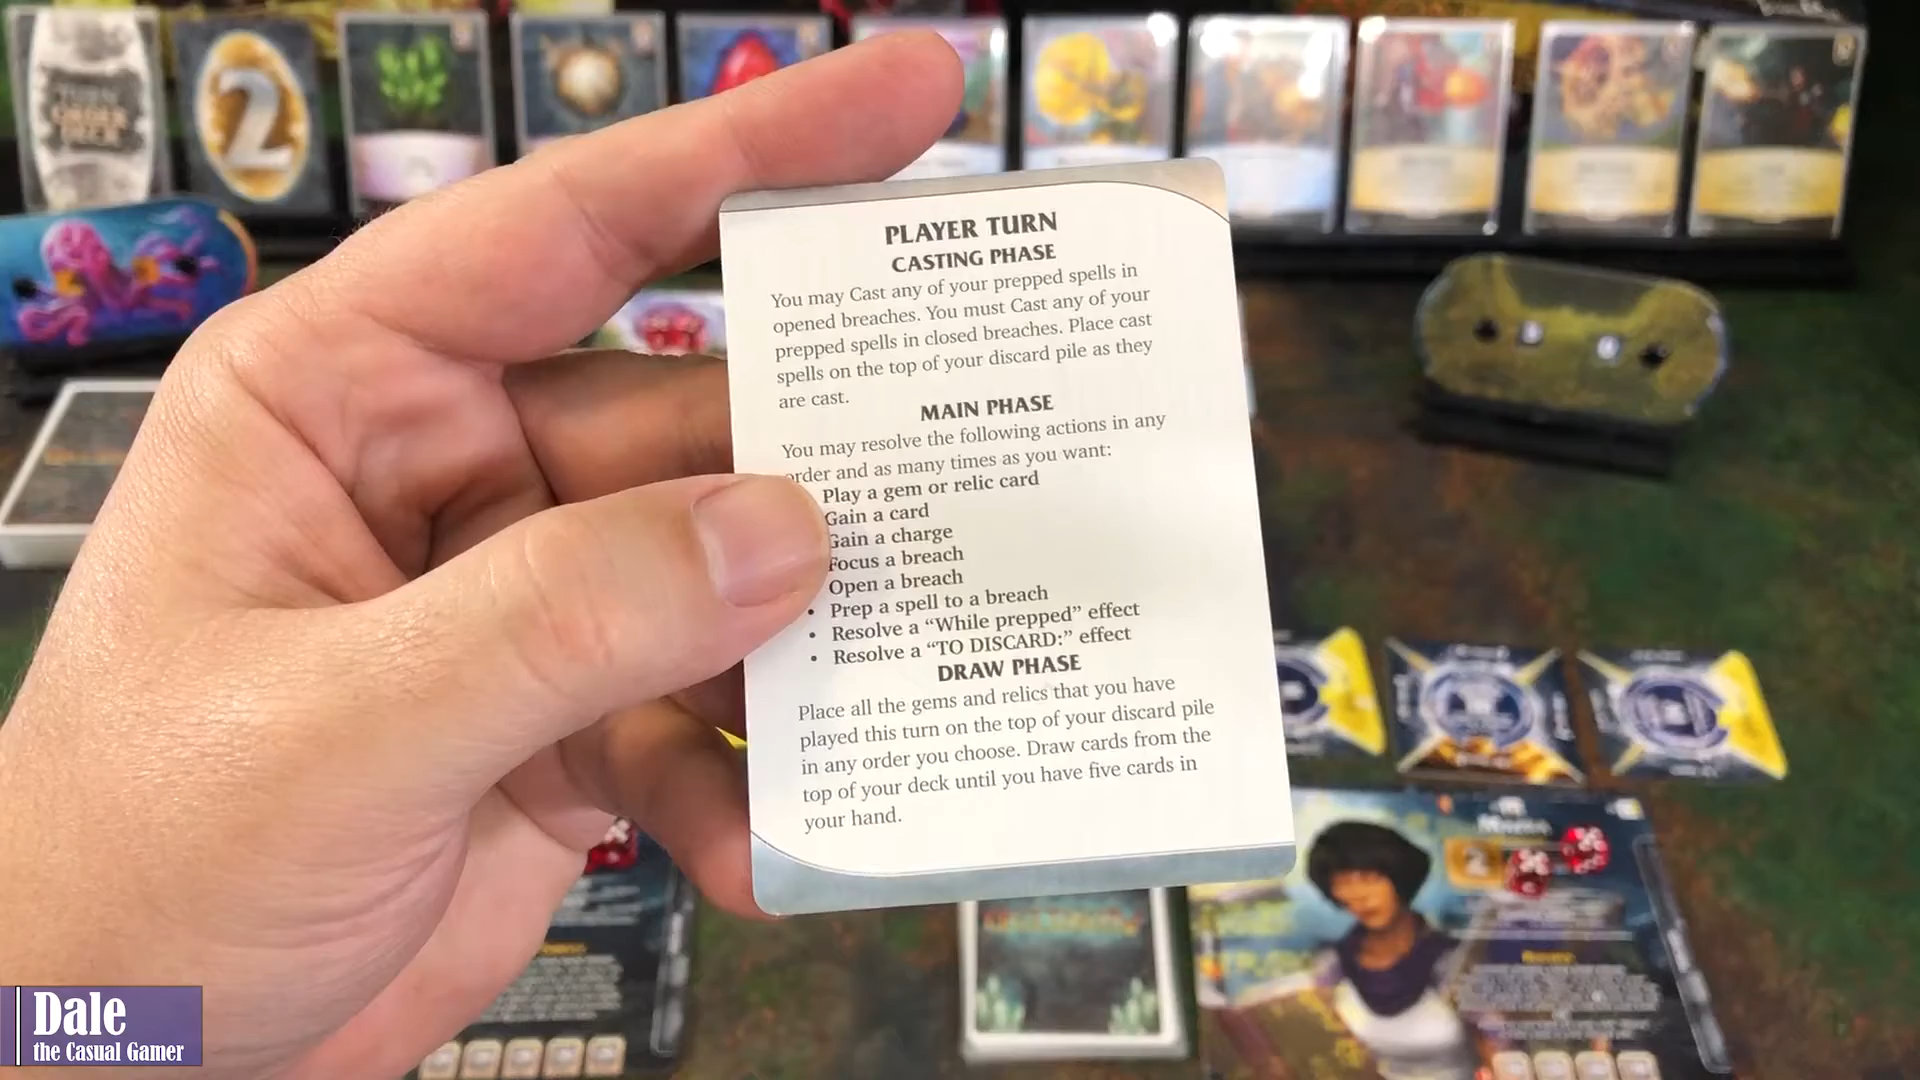 TURN
ORDER
DECK
2
PLAYER TURN
CASTING PHASE
You may Cast any of your prepped spells in
opened breaches. You must Cast any of your
prepped spells in closed breaches. Place cast
spells on the top of your discard pile as they
are cast.
MAIN PHASE
You may resolve the following actions in any
order and as many times as you want:
Play a gem or relic card
Gain a card
Gain a charge
Focus a breach
Open a breach
• Prep a spell to a breach
• Resolve a “While prepped” effect
• Resolve a “TO DISCARD:” effect
DRAW PHASE
Place all the gems and relics that you have
played this turn on the top of your discard pile
in any order you choose. Draw cards from the
top of your deck until you have five cards in
your hand.
2
Dale
the Casual Gamer